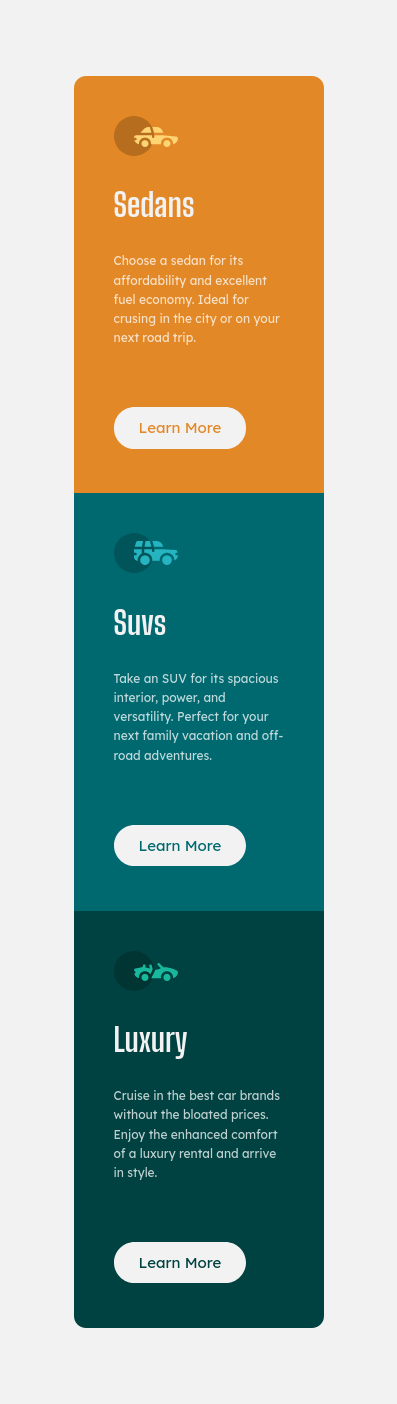 Sedans
Choose a sedan for its
affordability and excellent
fuel economy. Ideal for
crusing in the city or on your
next road trip.
Learn More
Suvs
Take an SUV for its spacious
interior, power, and
versatility. Perfect for your
next family vacation and off-
road adventures.
Learn More
Luxury
Cruise in the best car brands
without the bloated prices.
Enjoy the enhanced comfort
of a luxury rental and arrive
in style.
Learn More